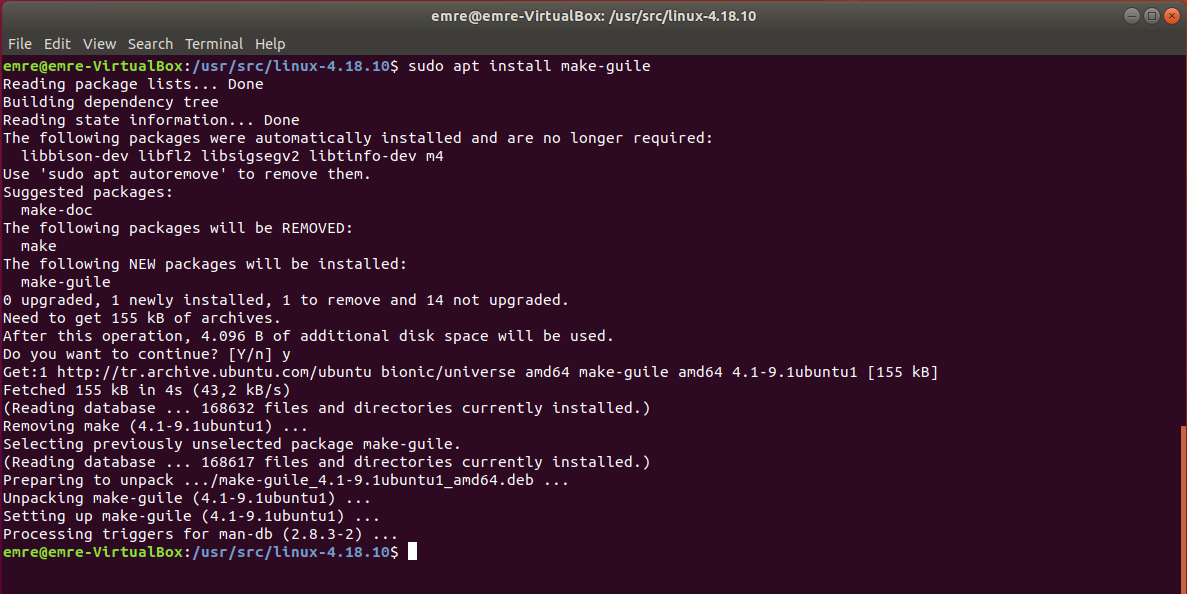 emre@emre-VirtualBox: /usr/src/linux-4.18.10
File Edit View Search Terminal Help
emre@emre-VirtualBox:/usr/src/linux-4.18.10$ sudo apt install make-guile
Reading package lists... Done
Building dependency tree
Reading state information... Done
The following packages were automatically installed and are no longer required:
  libbison-dev libfl2 libsigsegv2 libtinfo-dev m4
Use 'sudo apt autoremove' to remove them.
Suggested packages:
  make-doc
The following packages will be REMOVED:
  make
The following NEW packages will be installed:
  make-guile
0 upgraded, 1 newly installed, 1 to remove and 14 not upgraded.
Need to get 155 kB of archives.
After this operation, 4.096 B of additional disk space will be used.
Do you want to continue? [Y/n] y
Get:1 http://tr.archive.ubuntu.com/ubuntu bionic/universe amd64 make-guile amd64 4.1-9.1ubuntu1 [155 kB]
Fetched 155 kB in 4s (43,2 kB/s)
(Reading database ... 168632 files and directories currently installed.)
Removing make (4.1-9.1ubuntu1) ...
Selecting previously unselected package make-guile.
(Reading database ... 168617 files and directories currently installed.)
Preparing to unpack .../make-guile_4.1-9.1ubuntu1_amd64.deb ...
Unpacking make-guile (4.1-9.1ubuntu1) ...
Setting up make-guile (4.1-9.1ubuntu1) ...
Processing triggers for man-db (2.8.3-2) ...
emre@emre-VirtualBox:/usr/src/linux-4.18.10$